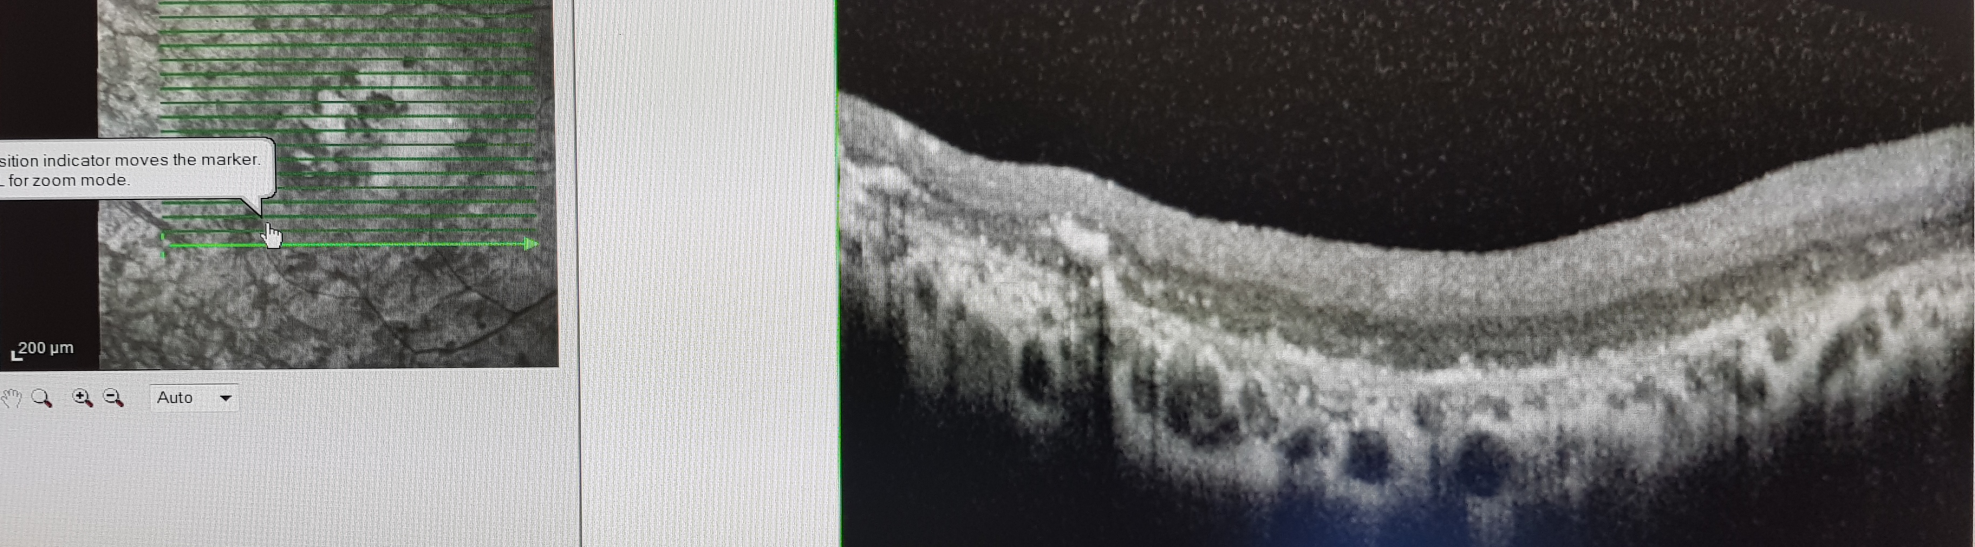 sition indicator moves the marker.
L for zoom mode.
200 µm
Auto